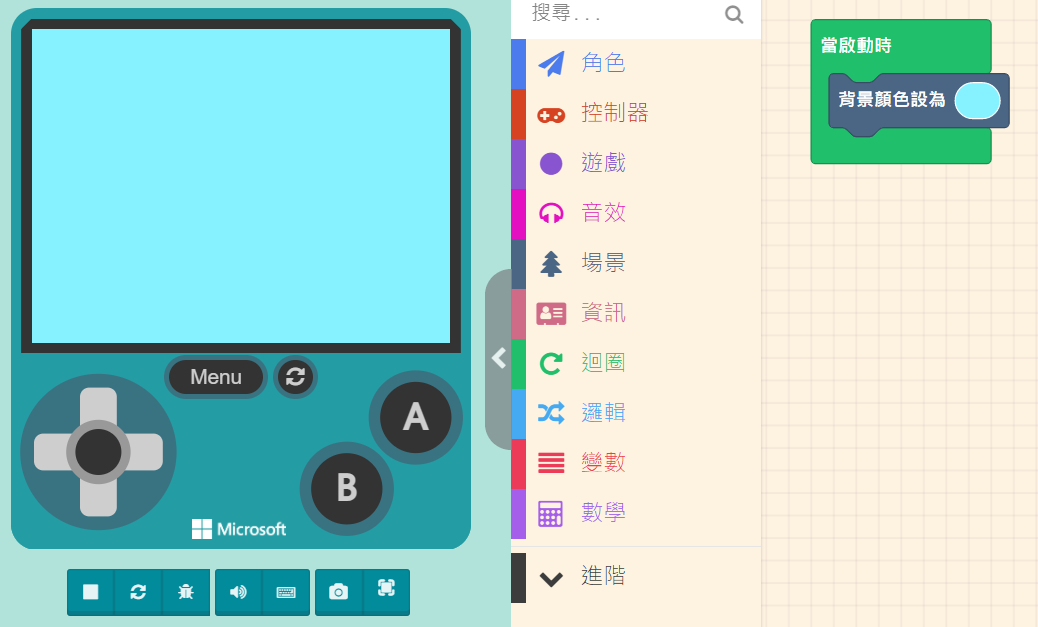 Menu
A
B
Microsoft
搜尋...
角色
控制器
遊戲
音效
場景
資訊
迴圈
邏輯
變數
數學
進階
當啟動時
背景顏色設為